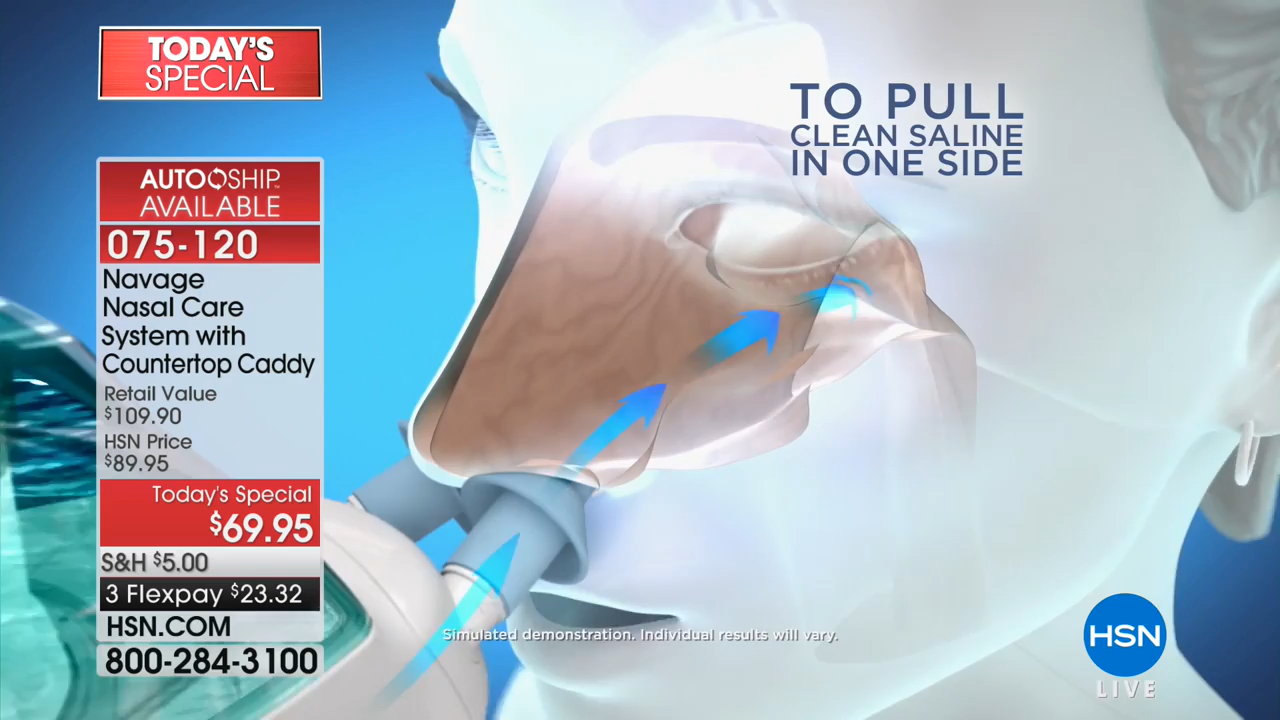 TODAY'S
SPECIAL
AUTOSHIP™
AVAILABLE
075-120
Navage
Nasal Care
System with
Countertop Caddy
Retail Value
$109.90
HSN Price
$89.95
Today's Special
$69.95
S&H $5.00
3 Flexpay $23.32
HSN.COM
800-284-3100
TO PULL
CLEAN SALINE
IN ONE SIDE
Simulated demonstration. Individual results will vary.
HSN
LIVE